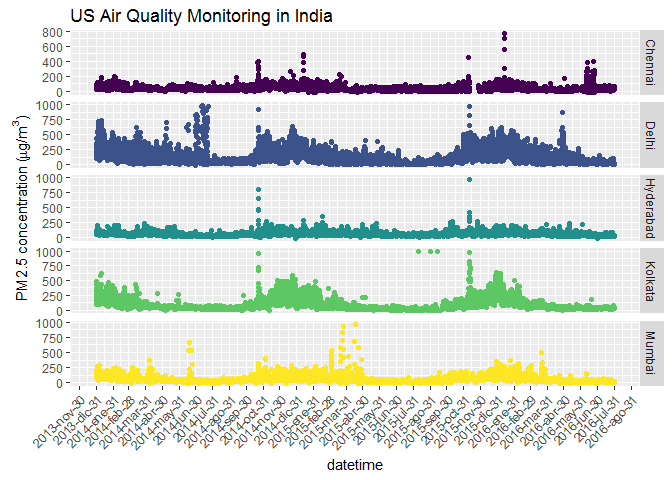 US Air Quality Monitoring in India
PM2.5 concentration (µg/m³)
800
600
400
200
0
Chennai
1000
750
500
250
0
Delhi
1000
750
500
250
0
Hyderabad
1000
750
500
250
0
Kolkata
1000
750
500
250
0
Mumbai
2013-nov-30
2013-dic-31
2014-ene-31
2014-feb-28
2014-mar-31
2014-abr-30
2014-may-31
2014-jun-30
2014-jul-31
2014-ago-31
2014-sep-30
2014-oct-31
2014-nov-30
2014-dic-31
2015-ene-31
2015-feb-28
2015-mar-31
2015-abr-30
2015-may-31
2015-jun-30
2015-jul-31
2015-ago-31
2015-sep-30
2015-oct-31
2015-nov-30
2015-dic-31
2016-ene-31
2016-feb-29
2016-mar-31
2016-abr-30
2016-may-31
2016-jun-30
2016-jul-31
2016-ago-31
datetime